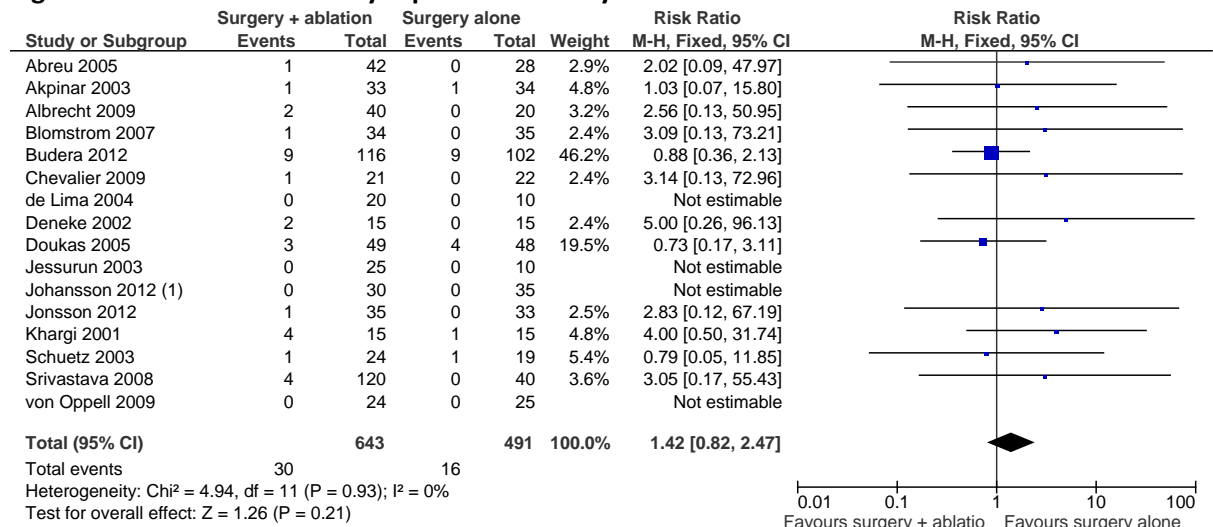 Surgery + ablation Surgery alone Risk Ratio Risk Ratio
Study or Subgroup Events Total Events Total Weight M-H, Fixed, 95% CI M-H, Fixed, 95% CI
Abreu 2005 1 42 0 28 2.9% 2.02 [0.09, 47.97]
Akpinar 2003 1 33 1 34 4.8% 1.03 [0.07, 15.80]
Albrecht 2009 2 40 0 20 3.2% 2.56 [0.13, 50.95]
Blomstrom 2007 1 34 0 35 2.4% 3.09 [0.13, 73.21]
Budera 2012 9 116 9 102 46.2% 0.88 [0.36, 2.13]
Chevalier 2009 1 21 0 22 2.4% 3.14 [0.13, 72.96]
de Lima 2004 0 20 0 10 Not estimable
Deneke 2002 2 15 0 15 2.4% 5.00 [0.26, 96.13]
Doukas 2005 3 49 4 48 19.5% 0.73 [0.17, 3.11]
Jessurun 2003 0 25 0 10 Not estimable
Johansson 2012 (1) 0 30 0 35 Not estimable
Jonsson 2012 1 35 0 33 2.5% 2.83 [0.12, 67.19]
Khargi 2001 4 15 1 15 4.8% 4.00 [0.50, 31.74]
Schuetz 2003 1 24 1 19 5.4% 0.79 [0.05, 11.85]
Srivastava 2008 4 120 0 40 3.6% 3.05 [0.17, 55.43]
von Oppell 2009 0 24 0 25 Not estimable
Total (95% CI) 643 491 100.0% 1.42 [0.82, 2.47]
Total events 30 16
Heterogeneity: Chi² = 4.94, df = 11 (P = 0.93); I² = 0%
Test for overall effect: Z = 1.26 (P = 0.21)
0.01 0.1 1 10 100
Favours surgery + ablatio Favours surgery alone